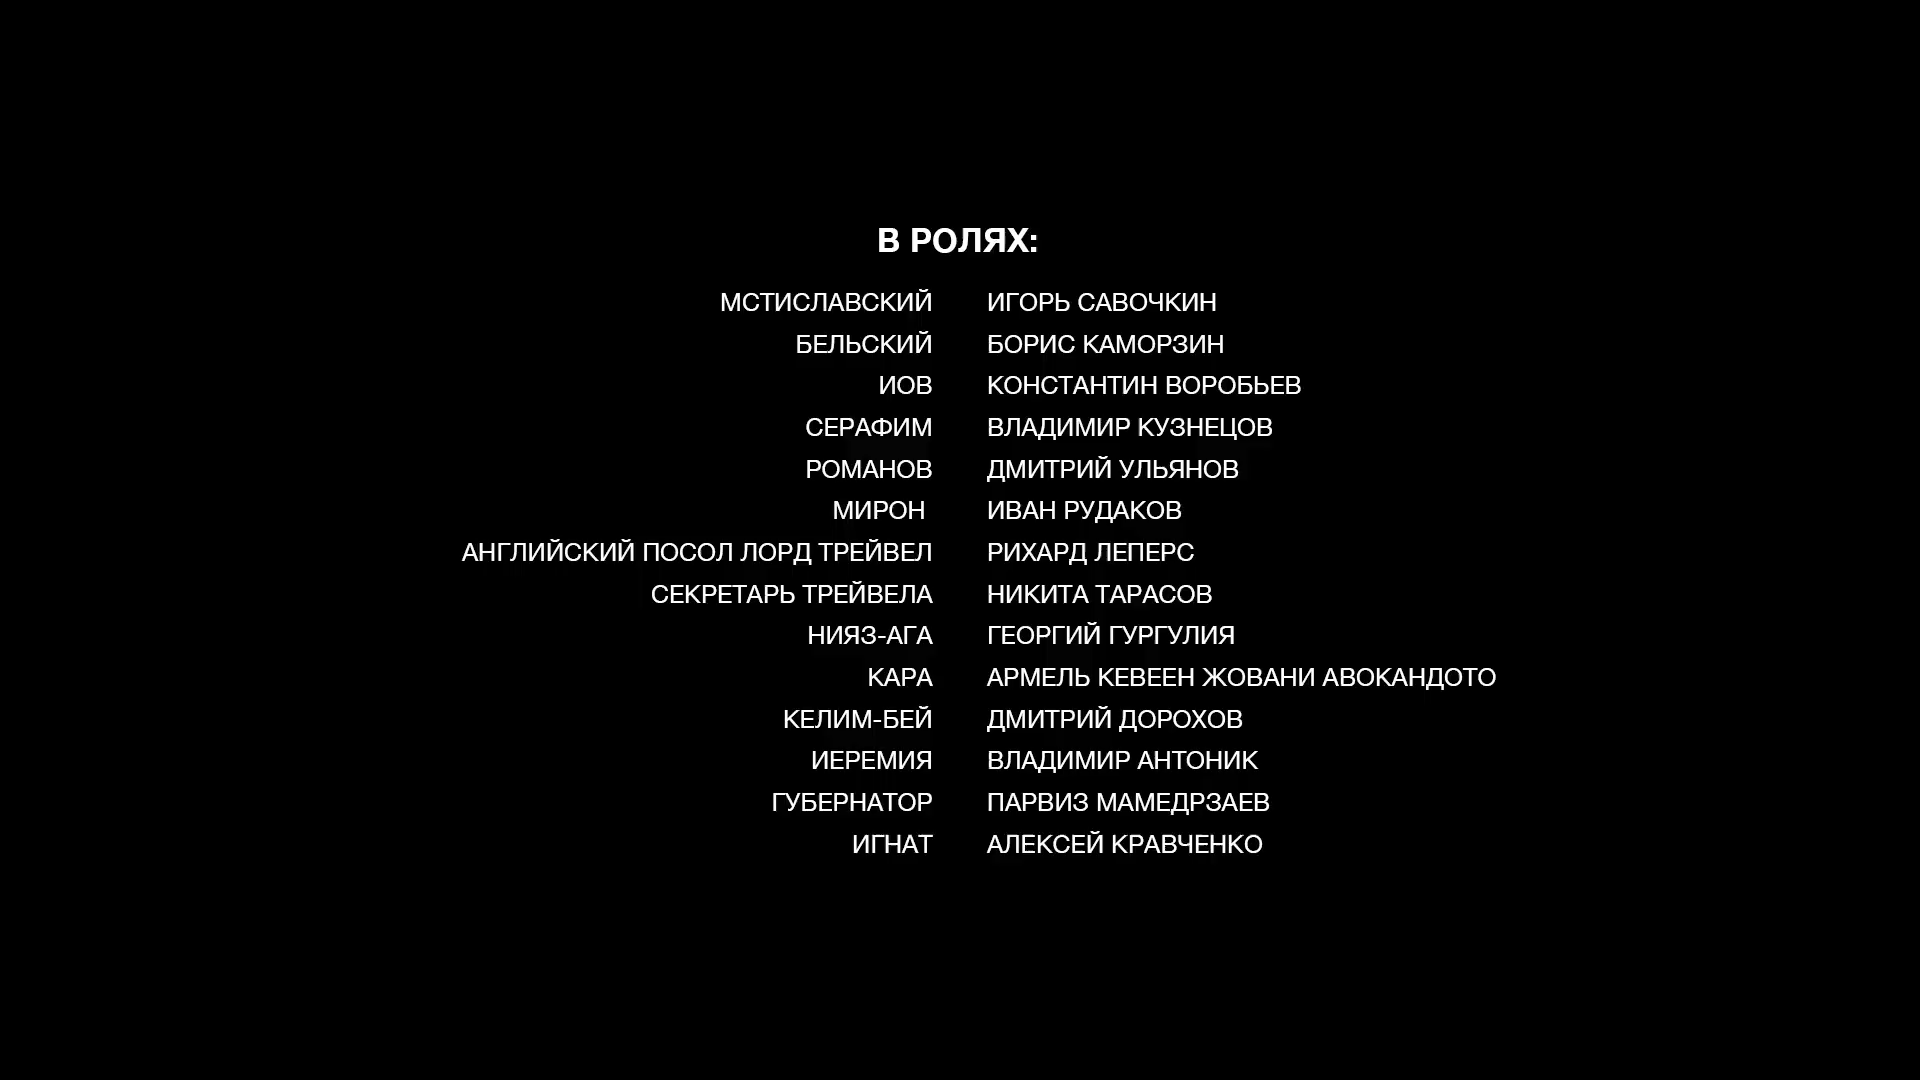 В РОЛЯХ:
МСТИСЛАВСКИЙ ИГОРЬ САВОЧКИН
БЕЛЬСКИЙ БОРИС КАМОРЗИН
ИОВ КОНСТАНТИН ВОРОБЬЕВ
СЕРАФИМ ВЛАДИМИР КУЗНЕЦОВ
РОМАНОВ ДМИТРИЙ УЛЬЯНОВ
МИРОН ИВАН РУДАКОВ
АНГЛИЙСКИЙ ПОСОЛ ЛОРД ТРЕЙВЕЛ РИХАРД ЛЕПЕРС
СЕКРЕТАРЬ ТРЕЙВЕЛА НИКИТА ТАРАСОВ
НИЯЗ-АГА ГЕОРГИЙ ГУРГУЛИЯ
КАРА АРМЕЛЬ КЕВЕЕН ЖОВАНИ АВОКАНДОТО
КЕЛИМ-БЕЙ ДМИТРИЙ ДОРОХОВ
ИЕРЕМИЯ ВЛАДИМИР АНТОНИК
ГУБЕРНАТОР ПАРВИЗ МАМЕДРЗАЕВ
ИГНАТ АЛЕКСЕЙ КРАВЧЕНКО